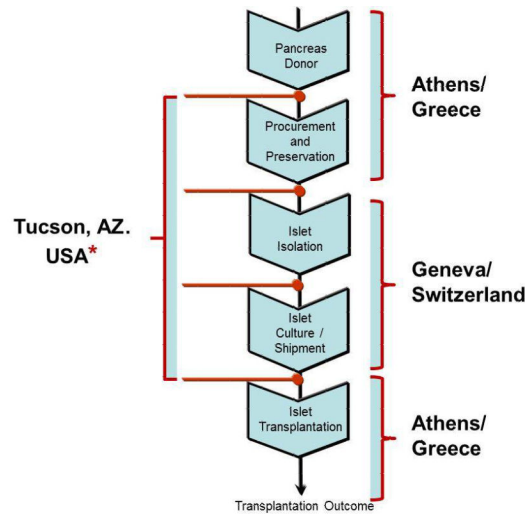 Pancreas
Donor
Athens/
Greece
Procurement
and
Preservation
Tucson, AZ.
USA*
Islet
Isolation
Geneva/
Switzerland
Islet
Culture /
Shipment
Islet
Transplantation
Athens/
Greece
Transplantation Outcome